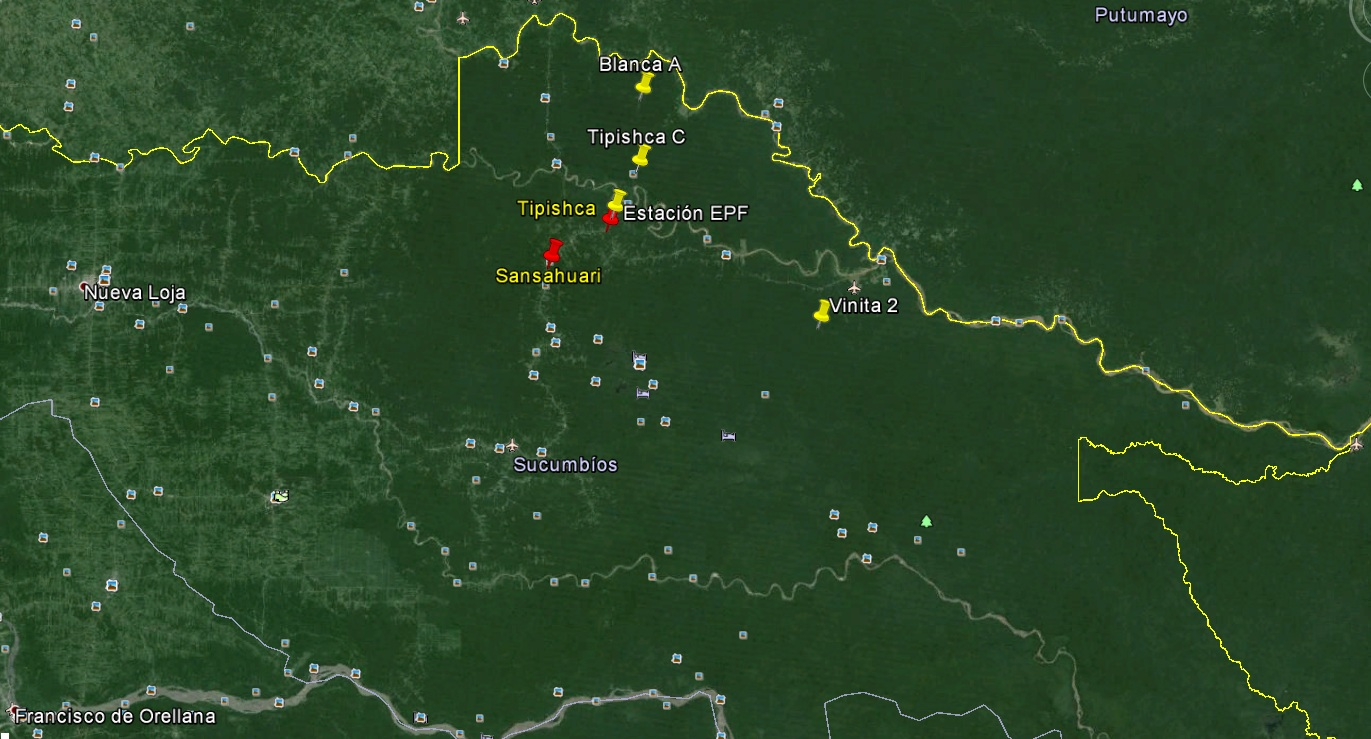 Putumayo
Blanca A
Tipishca C
Tipishca
Estación EPF
Sansahuari
Nueva Loja
Vinita 2
Sucumbíos
Francisco de Orellana